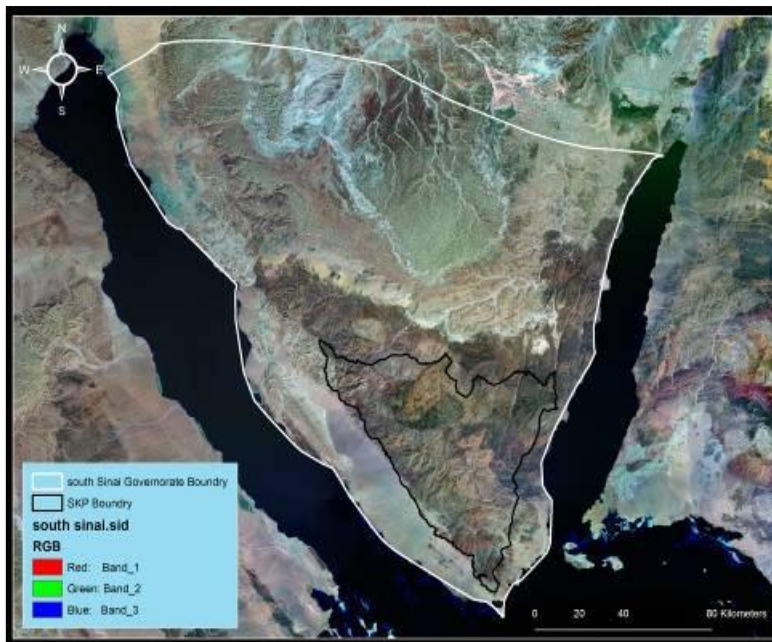 N
W E
S
south Sinai Governorate Boundry
SKP Boundry
south sinai.sid
RGB
Red: Band_1
Green: Band_2
Blue: Band_3
0 20 40 80 Kilometers